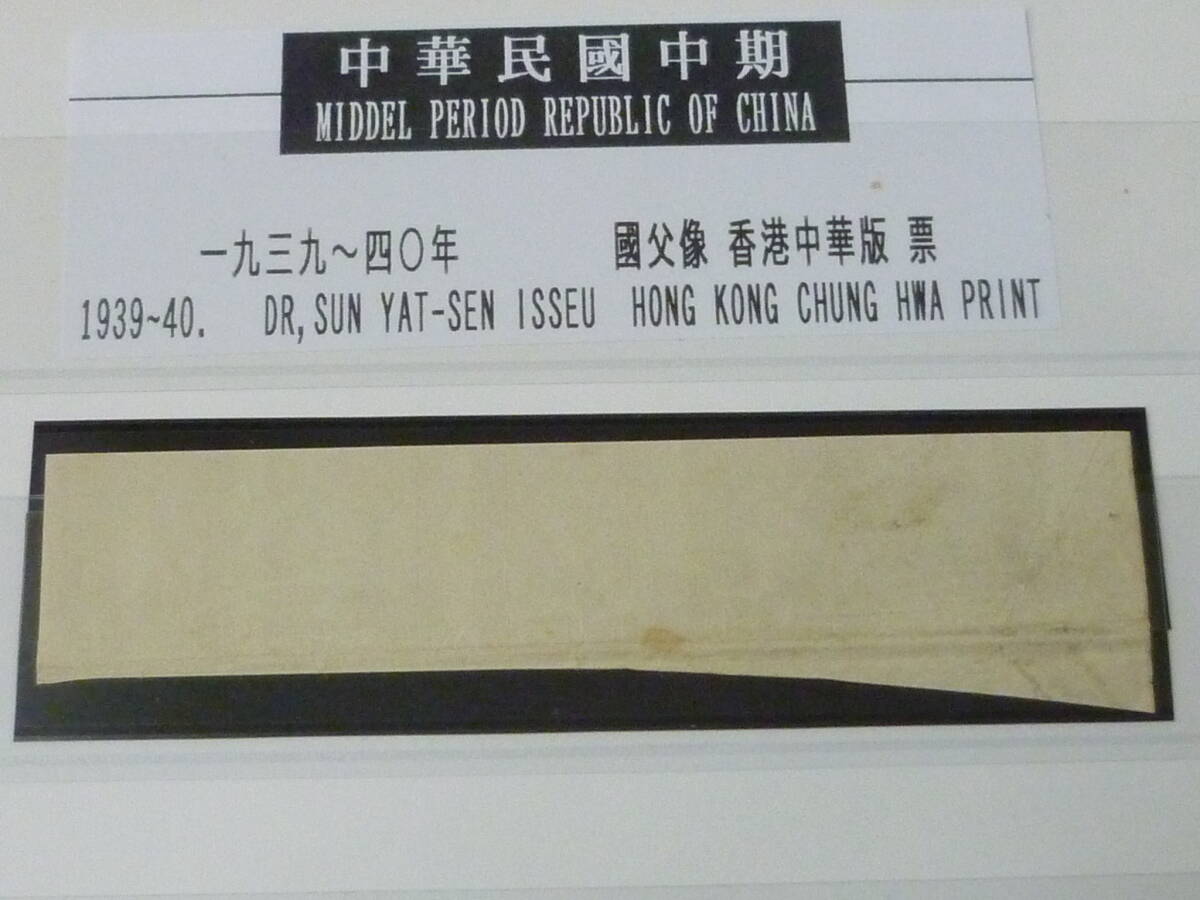 中華民國中期
MIDDEL PERIOD REPUBLIC OF CHINA
一九三九～四〇年 國父像 香港中華版 票
1939~40. DR,SUN YAT-SEN ISSEU HONG KONG CHUNG HWA PRINT